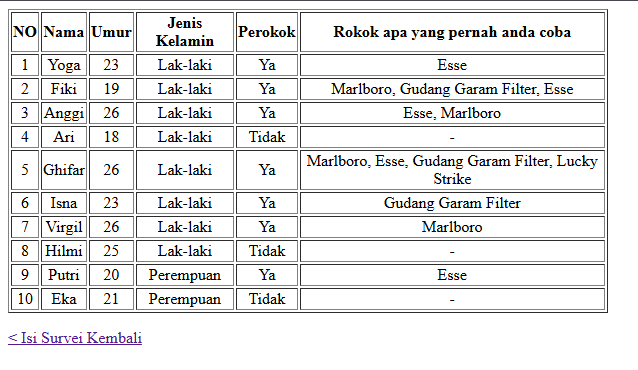 NO Nama Umur Jenis Kelamin Perokok Rokok apa yang pernah anda coba
1 Yoga 23 Lak-laki Ya Esse
2 Fiki 19 Lak-laki Ya Marlboro, Gudang Garam Filter, Esse
3 Anggi 26 Lak-laki Ya Esse, Marlboro
4 Ari 18 Lak-laki Tidak -
5 Ghifar 26 Lak-laki Ya Marlboro, Esse, Gudang Garam Filter, Lucky Strike
6 Isna 23 Lak-laki Ya Gudang Garam Filter
7 Virgil 26 Lak-laki Ya Marlboro
8 Hilmi 25 Lak-laki Tidak -
9 Putri 20 Perempuan Ya Esse
10 Eka 21 Perempuan Tidak -
< Isi Survei Kembali